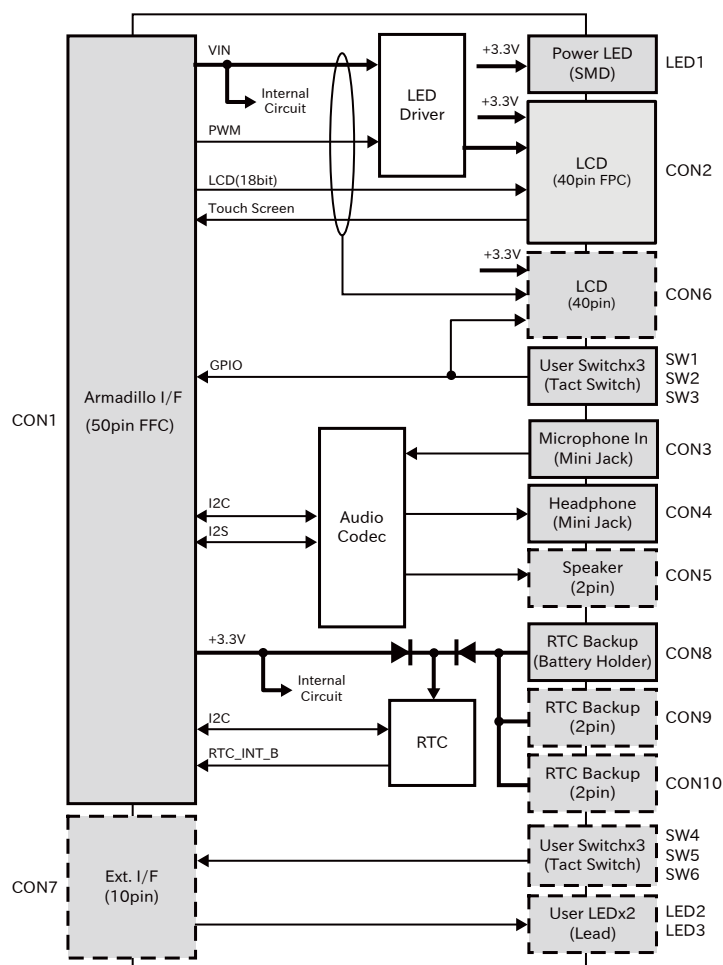 VIN
+3.3V
Power LED
(SMD)
LED1
Internal
Circuit
LED
Driver
+3.3V
PWM
LCD
(40pin FPC)
CON2
LCD(18bit)
Touch Screen
+3.3V
LCD
(40pin)
CON6
GPIO
User Switchx3
(Tact Switch)
SW1
SW2
SW3
CON1
Armadillo I/F
(50pin FFC)
Microphone In
(Mini Jack)
CON3
I2C
I2S
Audio
Codec
Headphone
(Mini Jack)
CON4
Speaker
(2pin)
CON5
+3.3V
RTC Backup
(Battery Holder)
CON8
Internal
Circuit
RTC Backup
(2pin)
CON9
I2C
RTC_INT_B
RTC
RTC Backup
(2pin)
CON10
CON7
Ext. I/F
(10pin)
User Switchx3
(Tact Switch)
SW4
SW5
SW6
User LEDx2
(Lead)
LED2
LED3